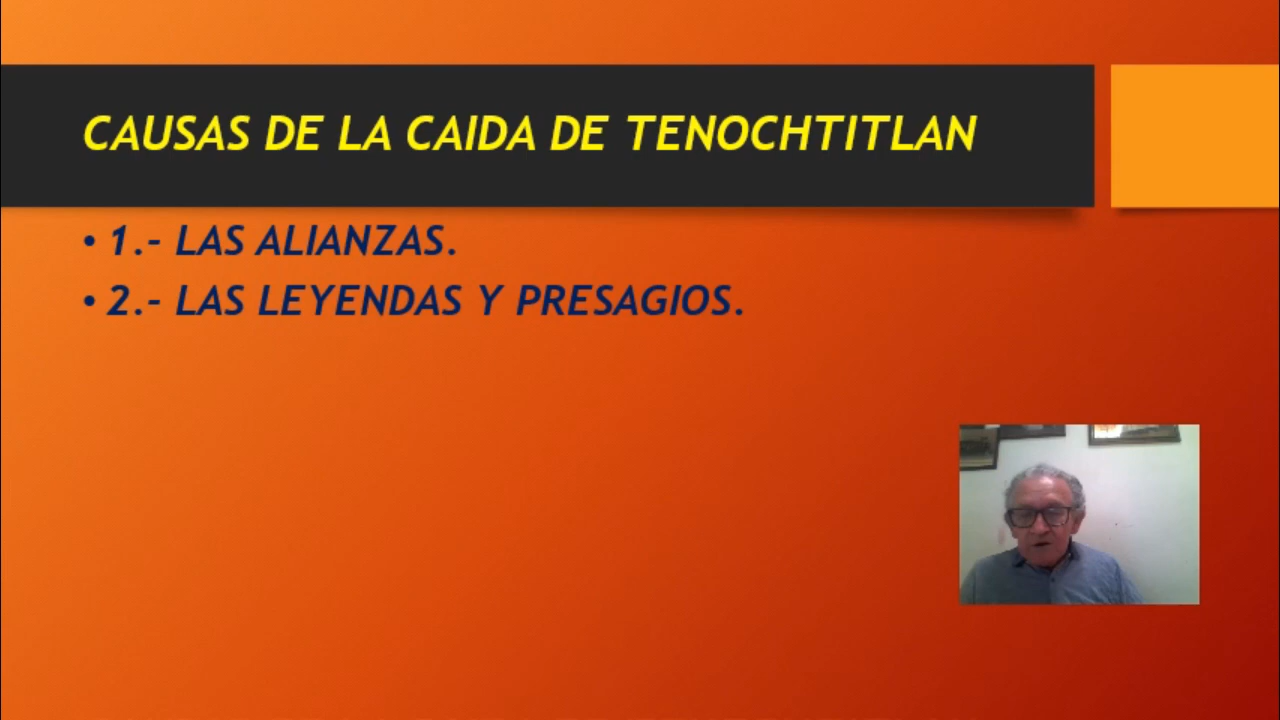 CAUSAS DE LA CAIDA DE TENOCHTITLAN
• 1.- LAS ALIANZAS.
• 2.- LAS LEYENDAS Y PRESAGIOS.